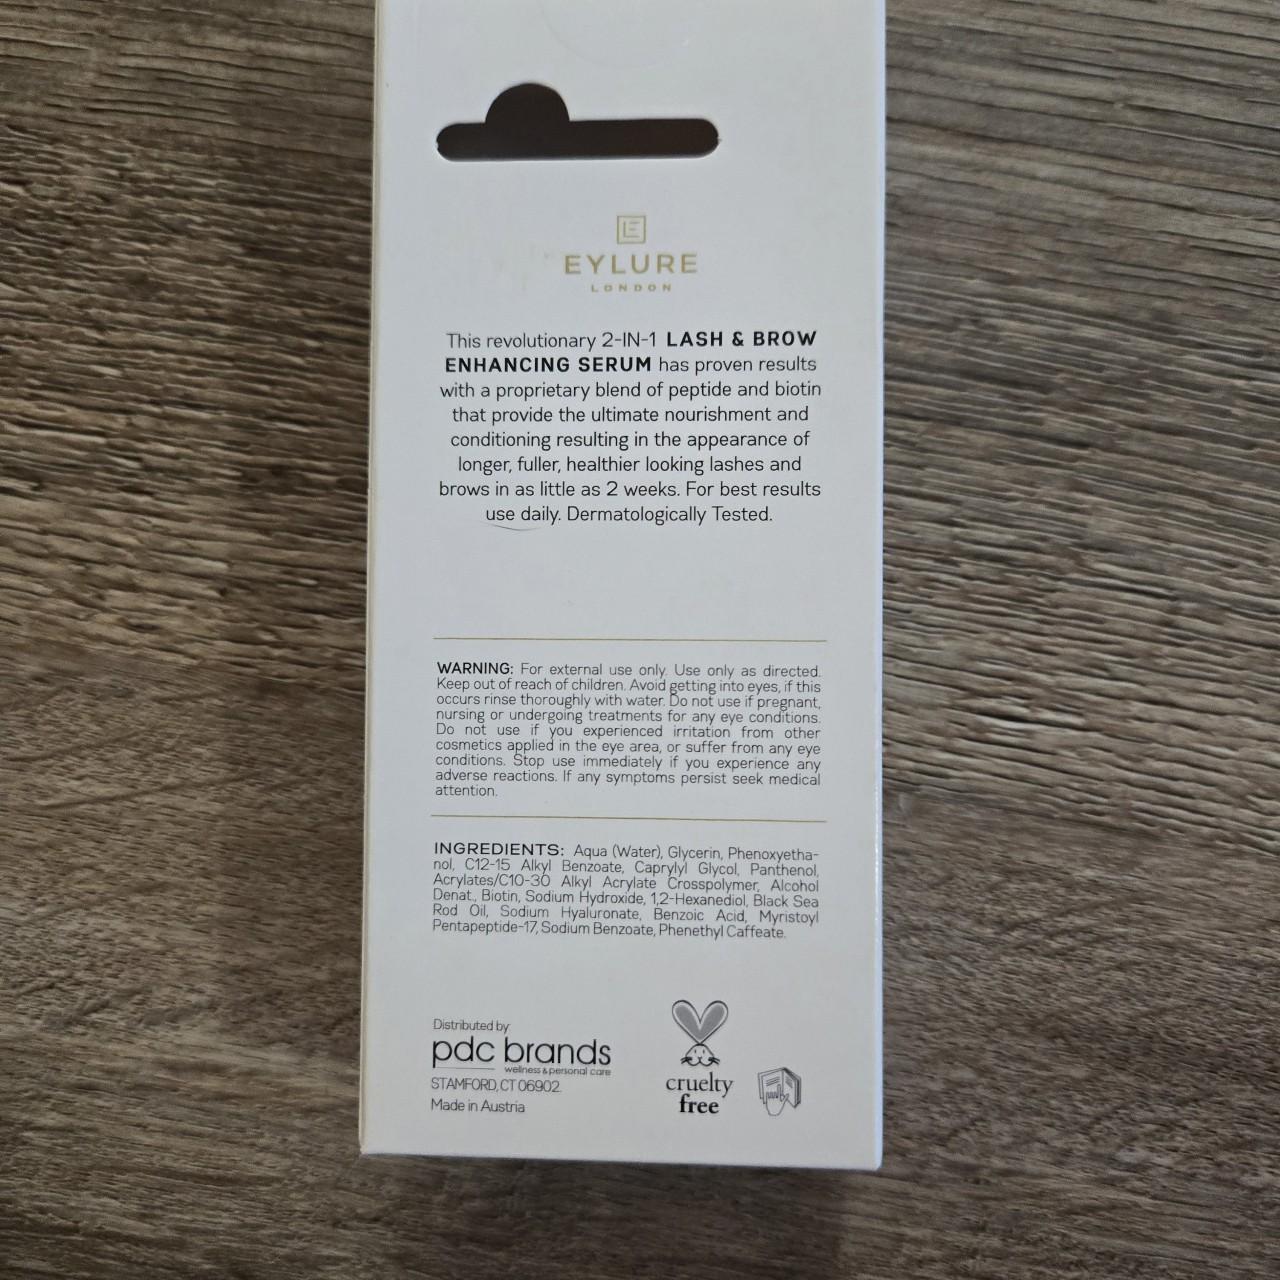 E
EYLURE
LONDON
This revolutionary 2-IN-1 LASH & BROW
ENHANCING SERUM has proven results
with a proprietary blend of peptide and biotin
that provide the ultimate nourishment and
conditioning resulting in the appearance of
longer, fuller, healthier looking lashes and
brows in as little as 2 weeks. For best results
use daily. Dermatologically Tested.
WARNING: For external use only. Use only as directed.
Keep out of reach of children. Avoid getting into eyes, if this
occurs rinse thoroughly with water. Do not use if pregnant,
nursing or undergoing treatments for any eye conditions.
Do not use if you experienced irritation from other
cosmetics applied in the eye area, or suffer from any eye
conditions. Stop use immediately if you experience any
adverse reactions. If any symptoms persist seek medical
attention.
INGREDIENTS: Aqua (Water), Glycerin, Phenoxyetha-
nol, C12-15 Alkyl Benzoate, Caprylyl Glycol, Panthenol,
Acrylates/C10-30 Alkyl Acrylate Crosspolymer, Alcohol
Denat., Biotin, Sodium Hydroxide, 1,2-Hexanediol, Black Sea
Rod Oil, Sodium Hyaluronate, Benzoic Acid, Myristoyl
Pentapeptide-17, Sodium Benzoate, Phenethyl Caffeate.
Distributed by
pdc brands
wellness & personal care
STAMFORD, CT 06902
Made in Austria
cruelty
free